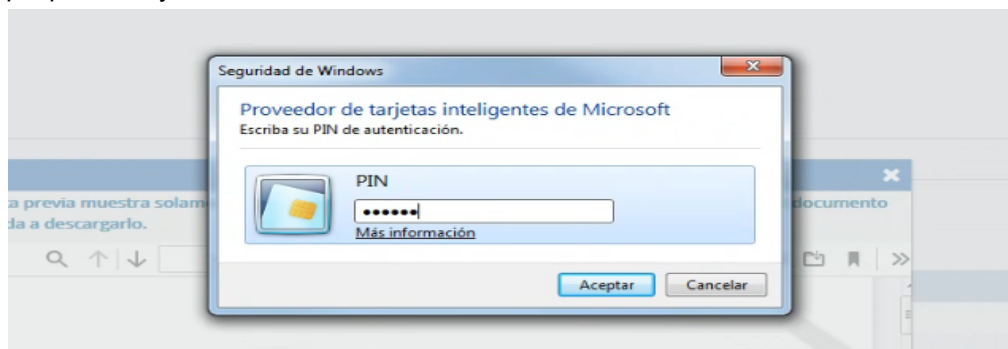 Seguridad de Windows
Proveedor de tarjetas inteligentes de Microsoft
Escriba su PIN de autenticación.
PIN
••••••
Más información
a previa muestra solam
documento
da a descargarlo.
Aceptar
Cancelar